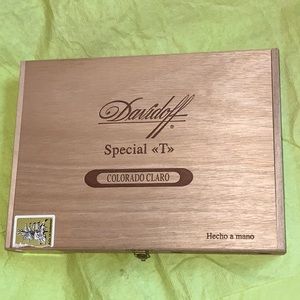 Davidoff®
Special «T»
COLORADO CLARO
Hecho a mano